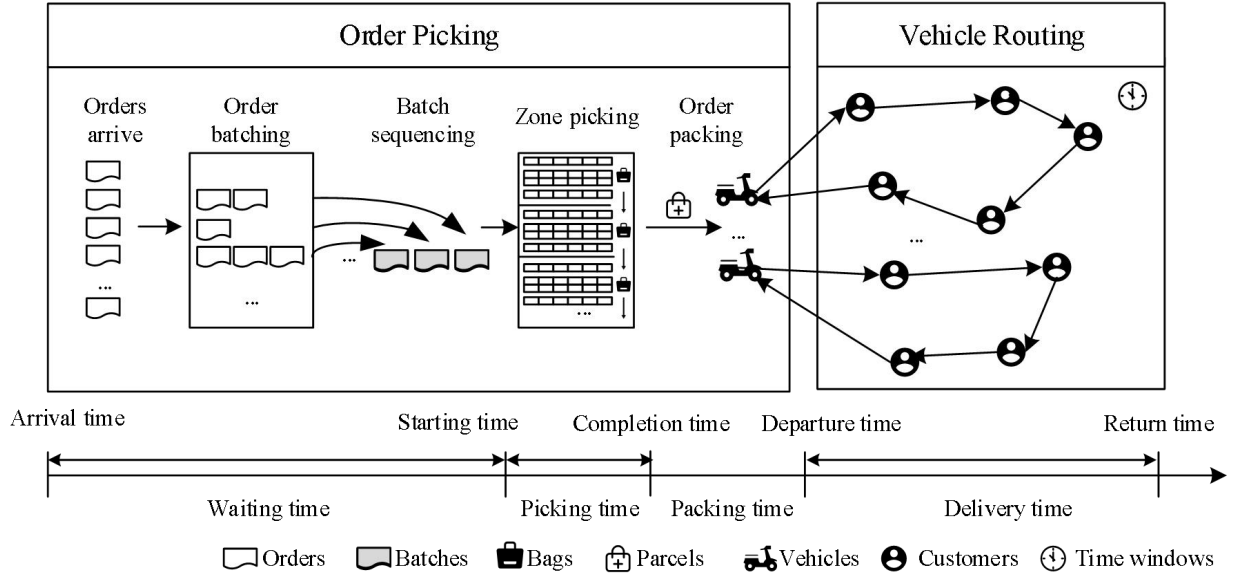 Order Picking
Vehicle Routing
Orders
arrive
Order
batching
Batch
sequencing
Zone picking
Order
packing
...
...
...
...
...
...
Arrival time
Starting time
Completion time
Departure time
Return time
Waiting time
Picking time
Packing time
Delivery time
Orders
Batches
Bags
Parcels
Vehicles
Customers
Time windows